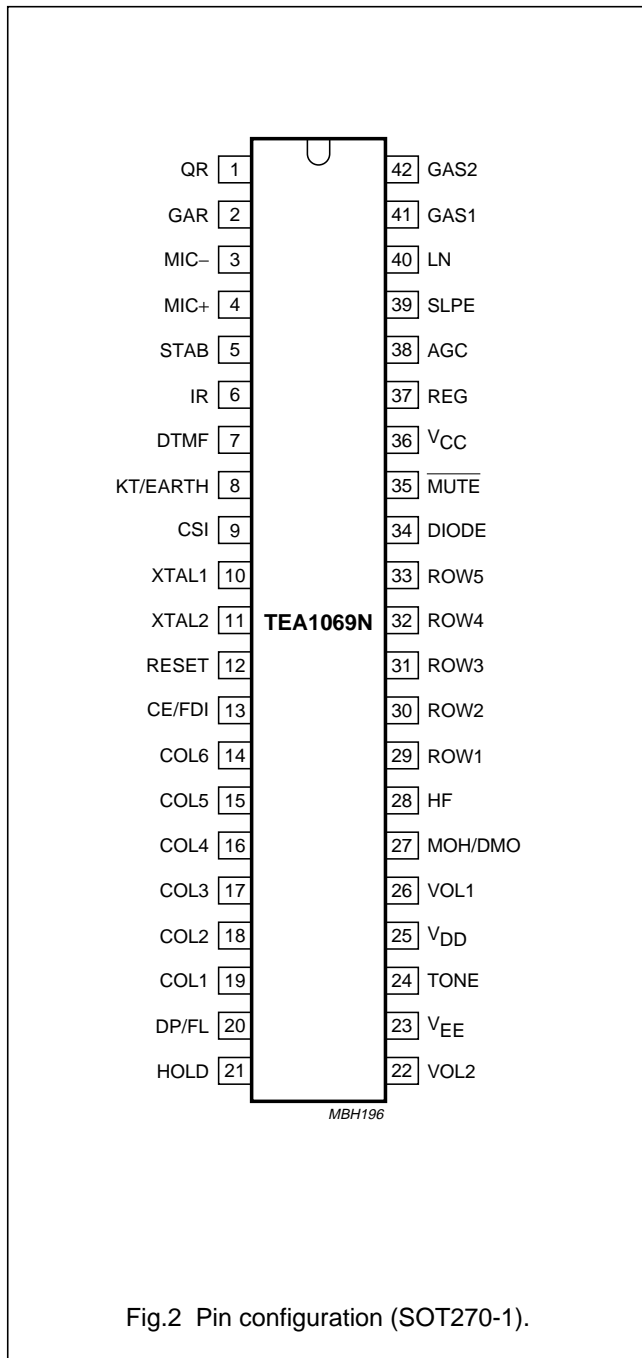 QR 1 42 GAS2
GAR 2 41 GAS1
MIC− 3 40 LN
MIC+ 4 39 SLPE
STAB 5 38 AGC
IR 6 37 REG
DTMF 7 36 VCC
KT/EARTH 8 35 MUTE
CSI 9 34 DIODE
XTAL1 10 33 ROW5
XTAL2 11 TEA1069N 32 ROW4
RESET 12 31 ROW3
CE/FDI 13 30 ROW2
COL6 14 29 ROW1
COL5 15 28 HF
COL4 16 27 MOH/DMO
COL3 17 26 VOL1
COL2 18 25 VDD
COL1 19 24 TONE
DP/FL 20 23 VEE
HOLD 21 22 VOL2
MBH196
Fig.2 Pin configuration (SOT270-1).